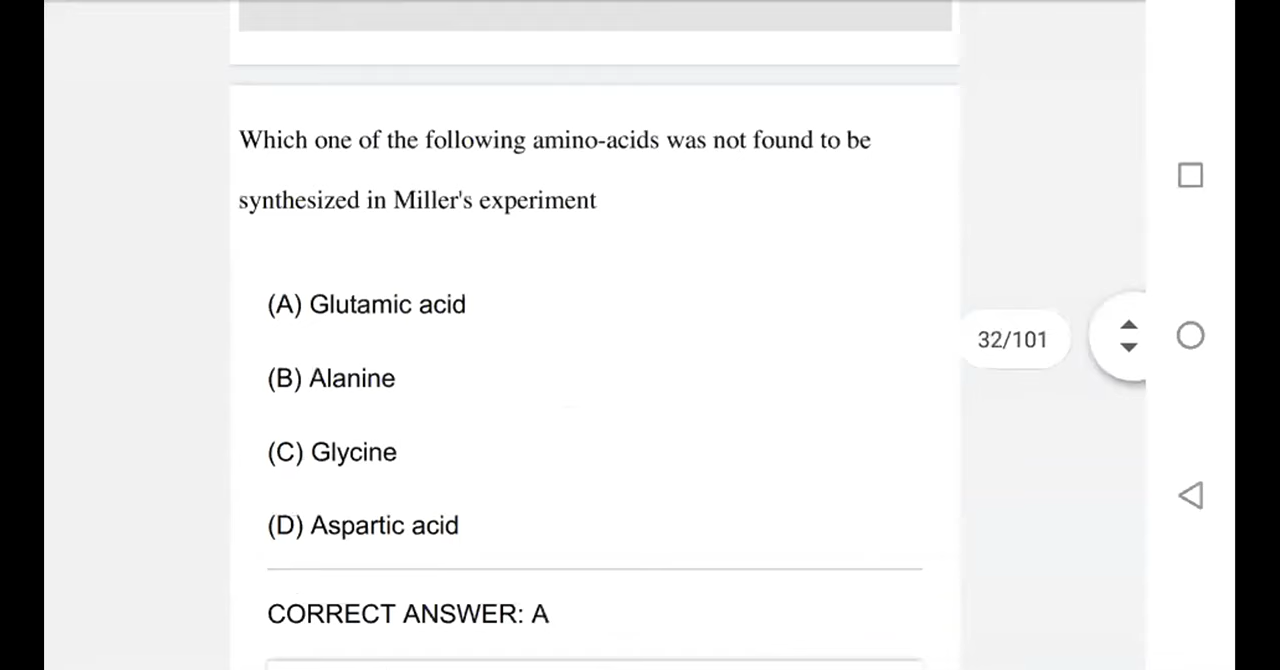 Which one of the following amino-acids was not found to be
synthesized in Miller's experiment
(A) Glutamic acid
(B) Alanine
(C) Glycine
(D) Aspartic acid
CORRECT ANSWER: A
32/101